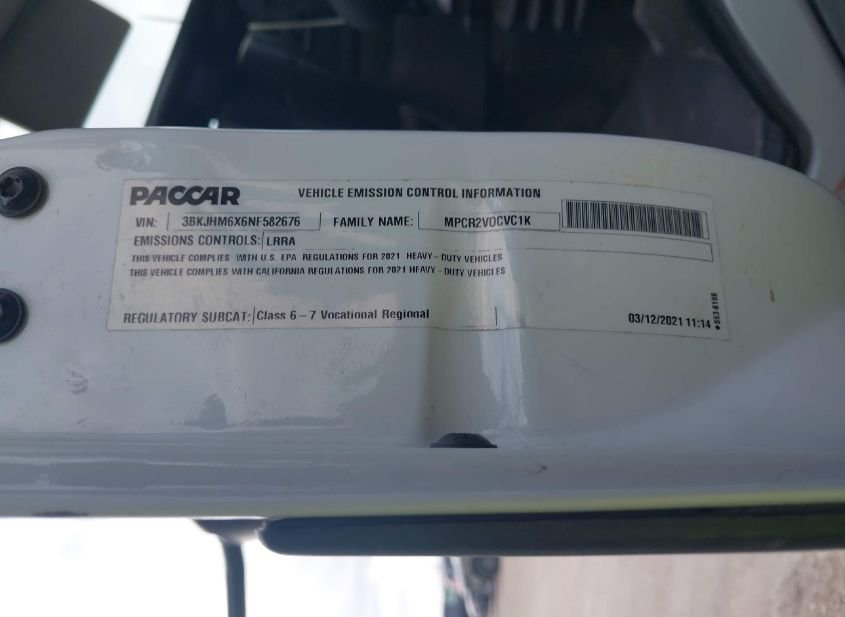 PACCAR VEHICLE EMISSION CONTROL INFORMATION
VIN: 3BKJHM6X6NF582676 FAMILY NAME: MPCR2VOCVC1K
EMISSIONS CONTROLS: LRRA
THIS VEHICLE COMPLIES WITH U.S. EPA REGULATIONS FOR 2021 HEAVY - DUTY VEHICLES
THIS VEHICLE COMPLIES WITH CALIFORNIA REGULATIONS FOR 2021 HEAVY - DUTY VEHICLES
REGULATORY SUBCAT: Class 6 - 7 Vocational Regional
03/12/2021 11:14
S53 6198